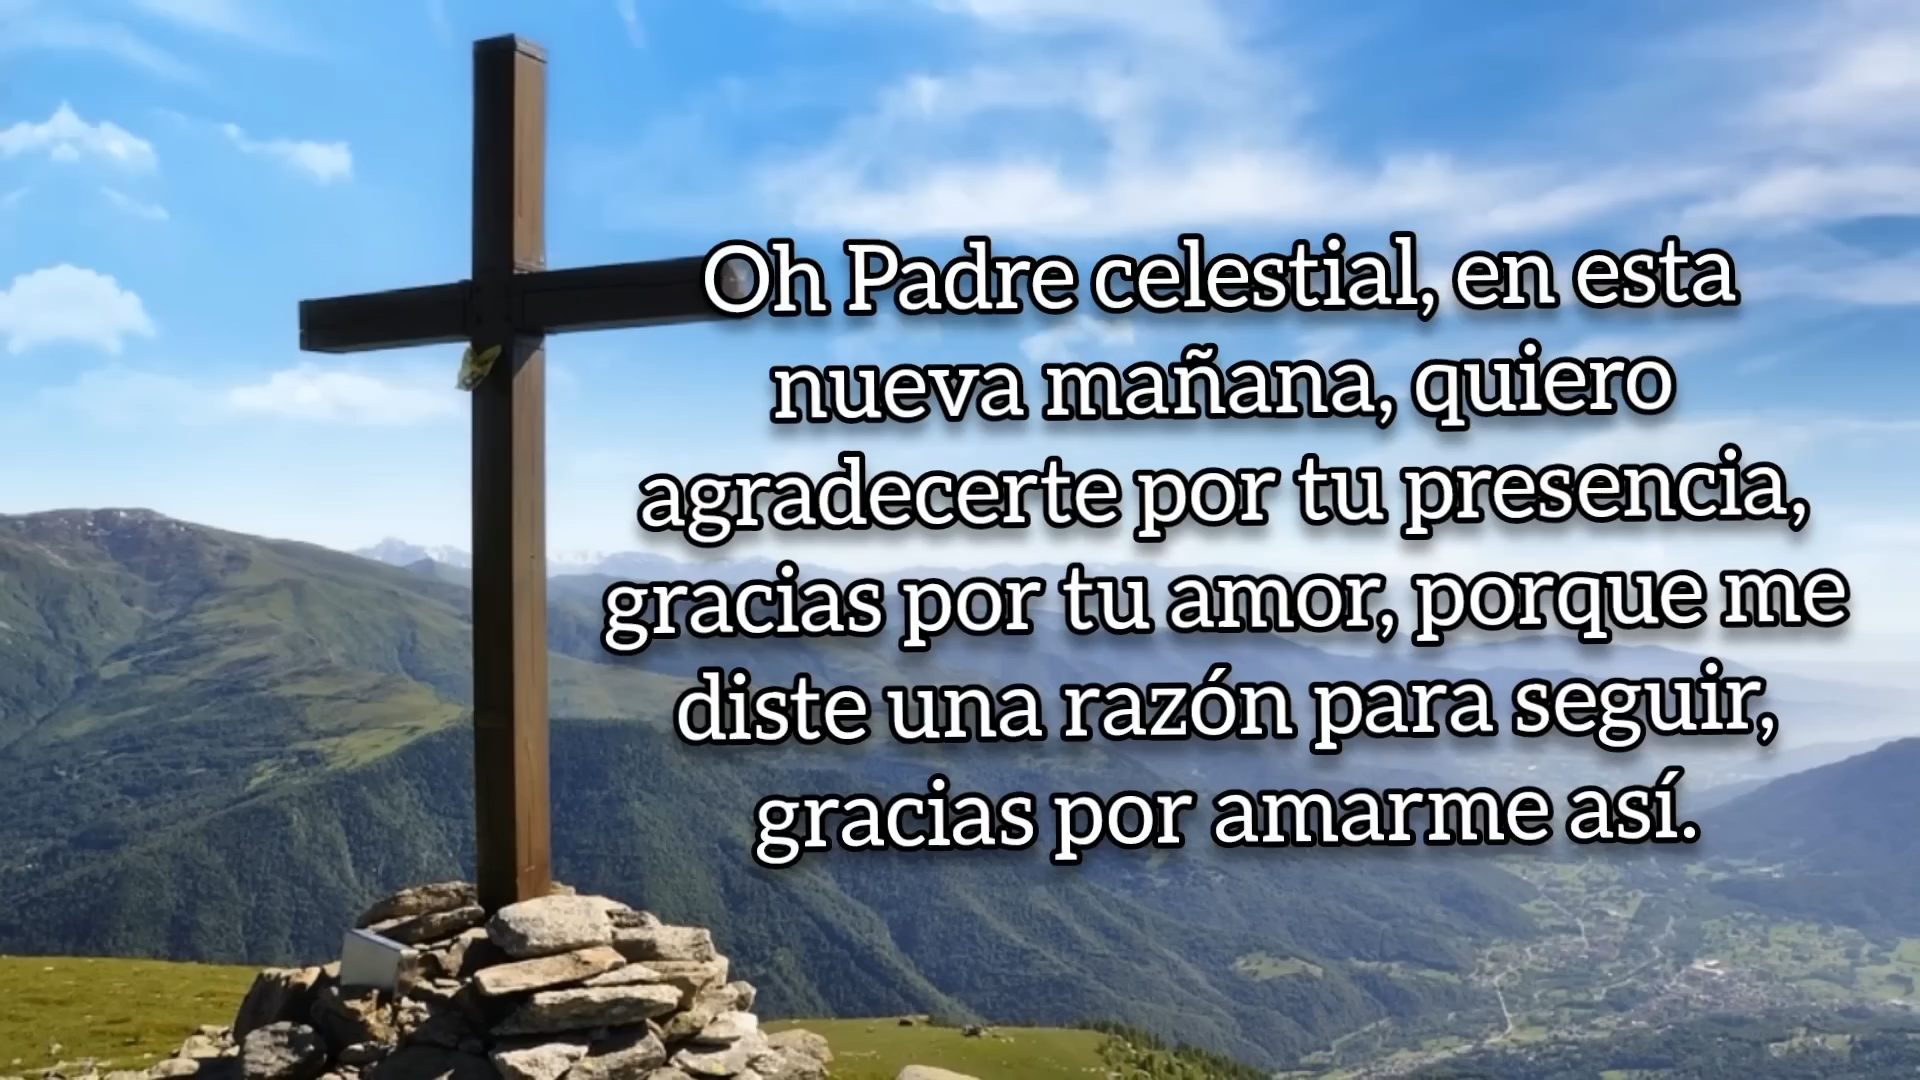 Oh Padre celestial, en esta
nueva mañana, quiero
agradecerte por tu presencia,
gracias por tu amor, porque me
diste una razón para seguir,
gracias por amarme así.